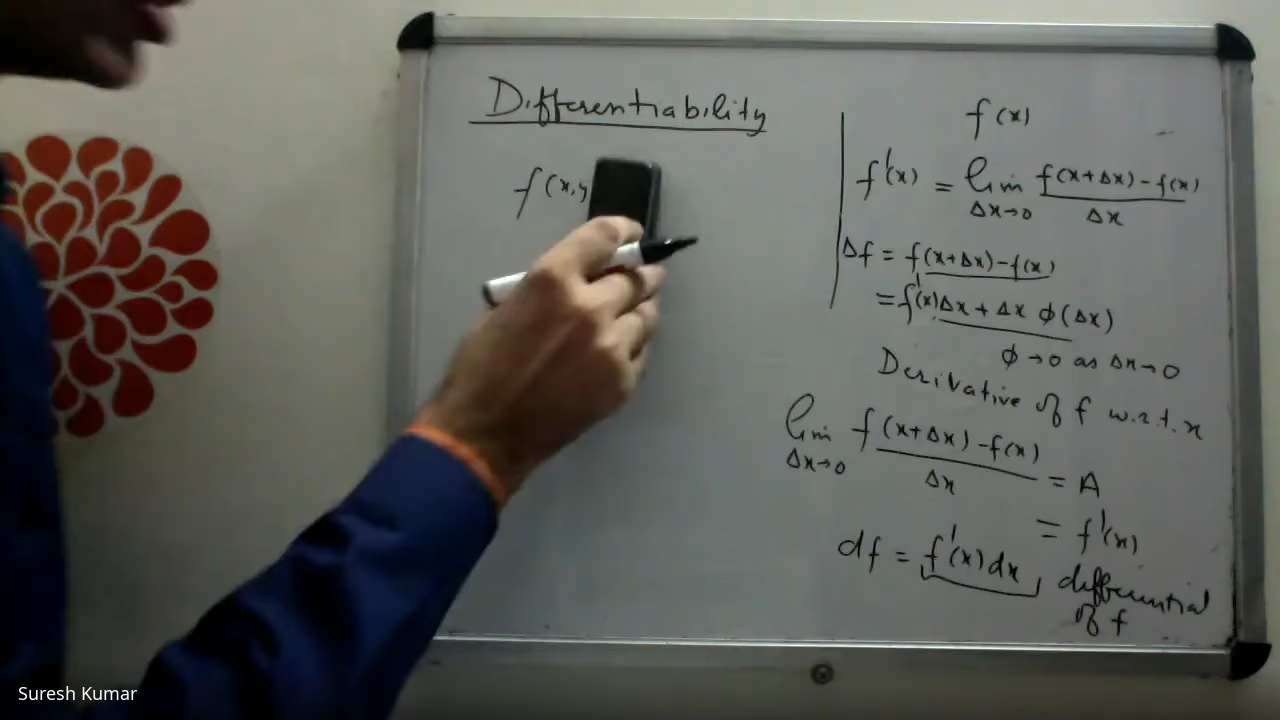 Differentiability
f(x,y
f(x)
f'(x) = lim Δx→0 f(x+Δx)-f(x) / Δx
Δf = f(x+Δx)-f(x)
= f'(x)Δx + Δx ϕ(Δx)
ϕ→0 as Δx→0
Derivative of f w.r.t. x
lim Δx→0 f(x+Δx)-f(x) / Δx = A
= f'(x)
df = f'(x)dx, differential
of f
Suresh Kumar